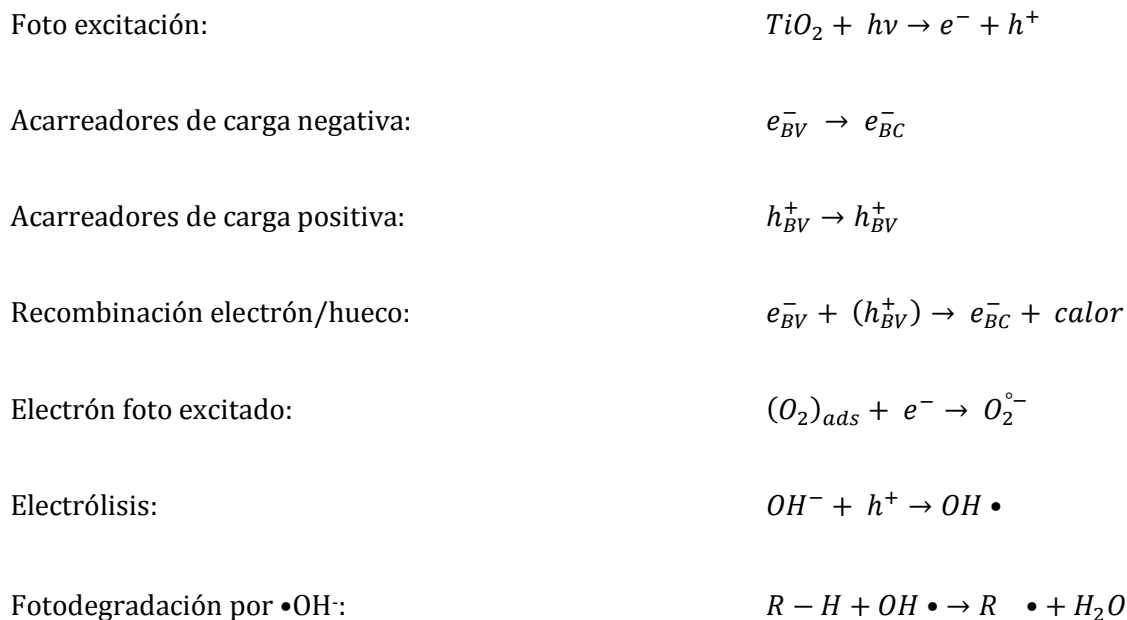 Foto excitación: TiO₂ + hν → e⁻ + h⁺
Acarreadores de carga negativa: e⁻_BV → e⁻_BC
Acarreadores de carga positiva: h⁺_BV → h⁺_BV
Recombinación electrón/hueco: e⁻_BV + (h⁺_BV) → e⁻_BC + calor
Electrón foto excitado: (O₂)_ads + e⁻ → O₂°⁻
Electrólisis: OH⁻ + h⁺ → OH •
Fotodegradación por •OH⁻: R − H + OH • → R • + H₂O